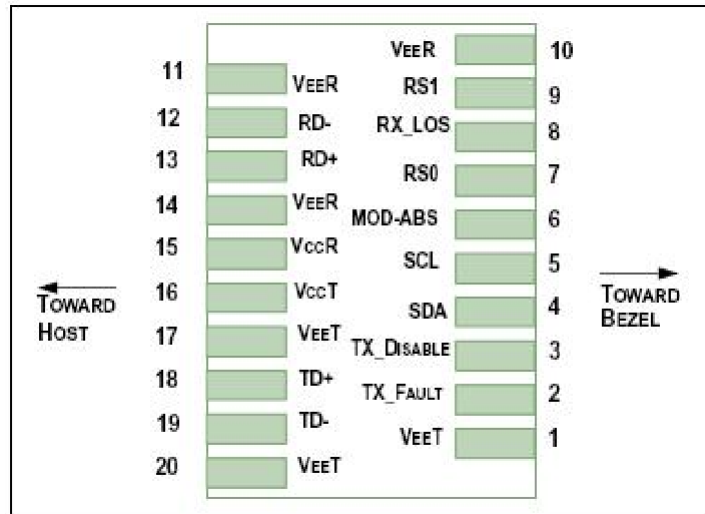 11 VEER
12 RD-
13 RD+
14 VEER
15 VCCR
16 VCCT
17 VEET
18 TD+
19 TD-
20 VEET
VEER 10
RS1 9
RX_LOS 8
RS0 7
MOD-ABS 6
SCL 5
SDA 4
TX_DISABLE 3
TX_FAULT 2
VEET 1
TOWARD
HOST
TOWARD
BEZEL